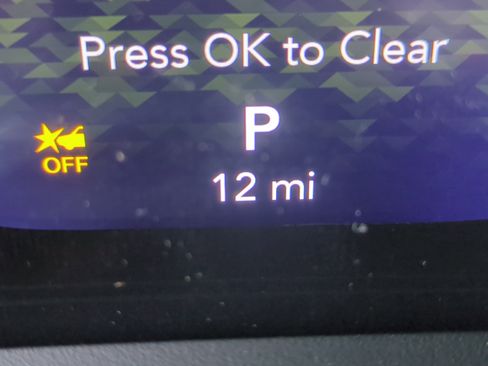 Press OK to Clear
P
OFF
12 mi